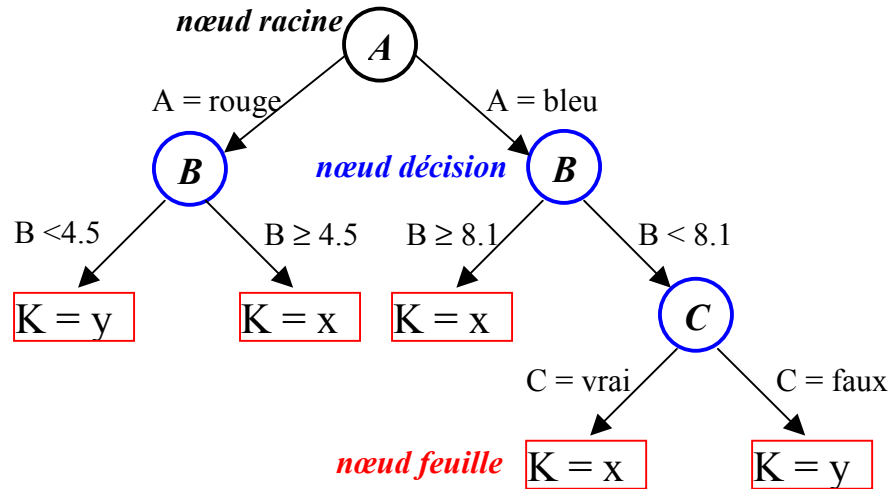 nœud racine
A
A = rouge
A = bleu
B
nœud décision
B
B <4.5
B ≥ 4.5
B ≥ 8.1
B < 8.1
K = y
K = x
K = x
C
C = vrai
C = faux
nœud feuille
K = x
K = y